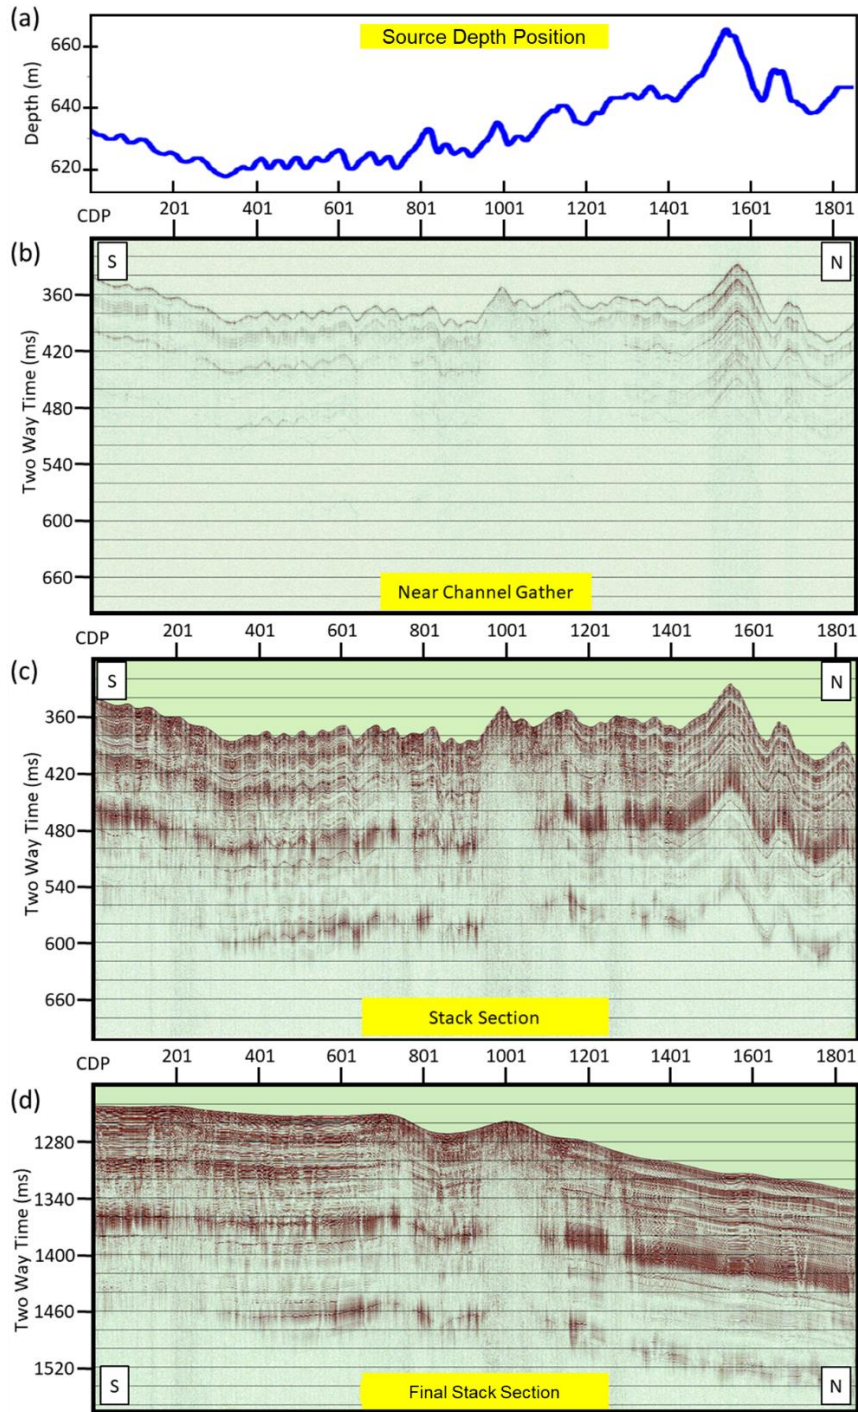 (a)
Source Depth Position
Depth (m)
660
640
620
CDP
201
401
601
801
1001
1201
1401
1601
1801
(b)
S
N
Two Way Time (ms)
360
420
480
540
600
660
Near Channel Gather
CDP
201
401
601
801
1001
1201
1401
1601
1801
(c)
S
N
Two Way Time (ms)
360
420
480
540
600
660
Stack Section
CDP
201
401
601
801
1001
1201
1401
1601
1801
(d)
Two Way Time (ms)
1280
1340
1400
1460
1520
S
N
Final Stack Section